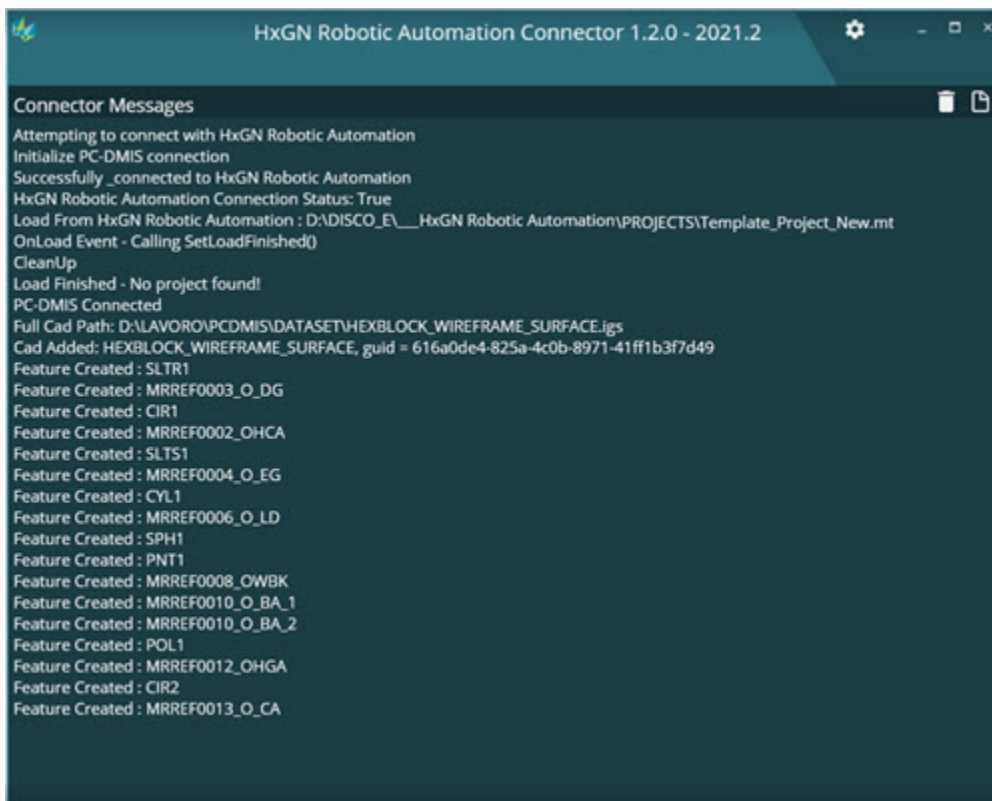 HxGN Robotic Automation Connector 1.2.0 - 2021.2
Connector Messages
Attempting to connect with HxGN Robotic Automation
Initialize PC-DMIS connection
Successfully _connected to HxGN Robotic Automation
HxGN Robotic Automation Connection Status: True
Load From HxGN Robotic Automation : D:\DISCO_E\___HxGN Robotic Automation\PROJECTS\Template_Project_New.mt
OnLoad Event - Calling SetLoadFinished()
CleanUp
Load Finished - No project found!
PC-DMIS Connected
Full Cad Path: D:\LAVORO\PCDMIS\DATASET\HEXBLOCK_WIREFRAME_SURFACE.igs
Cad Added: HEXBLOCK_WIREFRAME_SURFACE, guid = 616a0de4-825a-4c0b-8971-41ff1b3f7d49
Feature Created : SLTR1
Feature Created : MRREF0003_O_DG
Feature Created : CIR1
Feature Created : MRREF0002_OHCA
Feature Created : SLTS1
Feature Created : MRREF0004_O_EG
Feature Created : CYL1
Feature Created : MRREF0006_O_LD
Feature Created : SPH1
Feature Created : PNT1
Feature Created : MRREF0008_OWBK
Feature Created : MRREF0010_O_BA_1
Feature Created : MRREF0010_O_BA_2
Feature Created : POL1
Feature Created : MRREF0012_OHGA
Feature Created : CIR2
Feature Created : MRREF0013_O_CA